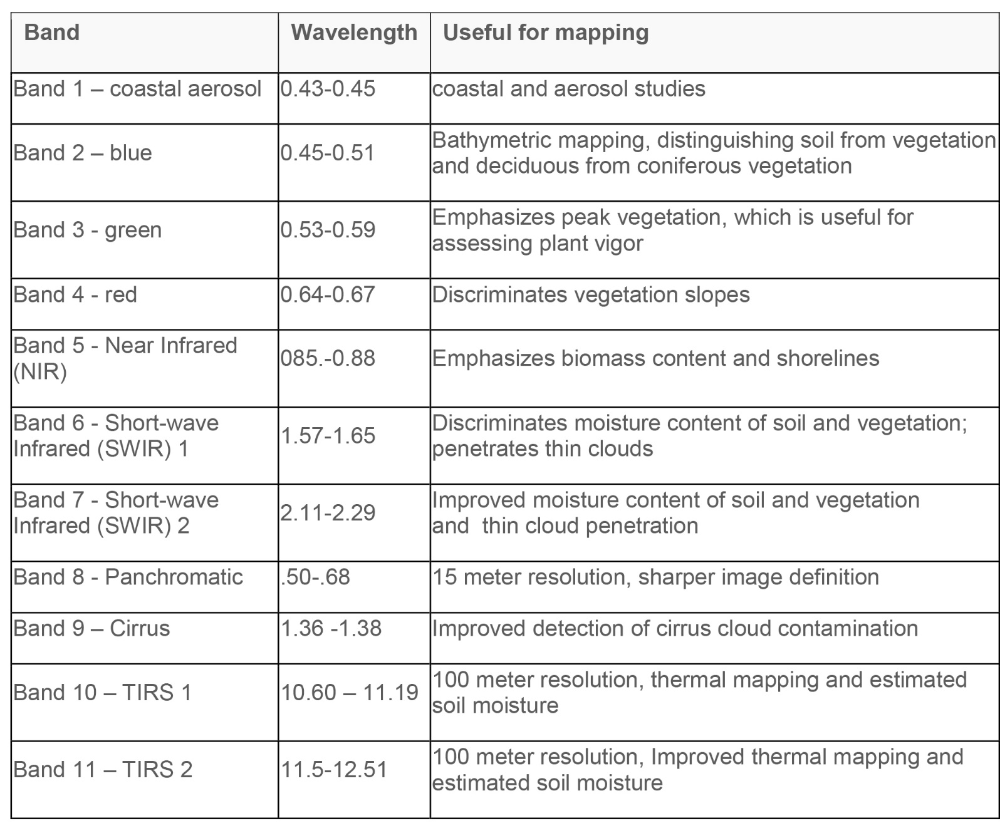 Band Wavelength Useful for mapping
Band 1 – coastal aerosol 0.43-0.45 coastal and aerosol studies
Band 2 – blue 0.45-0.51 Bathymetric mapping, distinguishing soil from vegetation
and deciduous from coniferous vegetation
Band 3 - green 0.53-0.59 Emphasizes peak vegetation, which is useful for
assessing plant vigor
Band 4 - red 0.64-0.67 Discriminates vegetation slopes
Band 5 - Near Infrared
(NIR) 085.-0.88 Emphasizes biomass content and shorelines
Band 6 - Short-wave
Infrared (SWIR) 1 1.57-1.65 Discriminates moisture content of soil and vegetation;
penetrates thin clouds
Band 7 - Short-wave
Infrared (SWIR) 2 2.11-2.29 Improved moisture content of soil and vegetation
and  thin cloud penetration
Band 8 - Panchromatic .50-.68 15 meter resolution, sharper image definition
Band 9 – Cirrus 1.36 -1.38 Improved detection of cirrus cloud contamination
Band 10 – TIRS 1 10.60 – 11.19 100 meter resolution, thermal mapping and estimated
soil moisture
Band 11 – TIRS 2 11.5-12.51 100 meter resolution, Improved thermal mapping and
estimated soil moisture